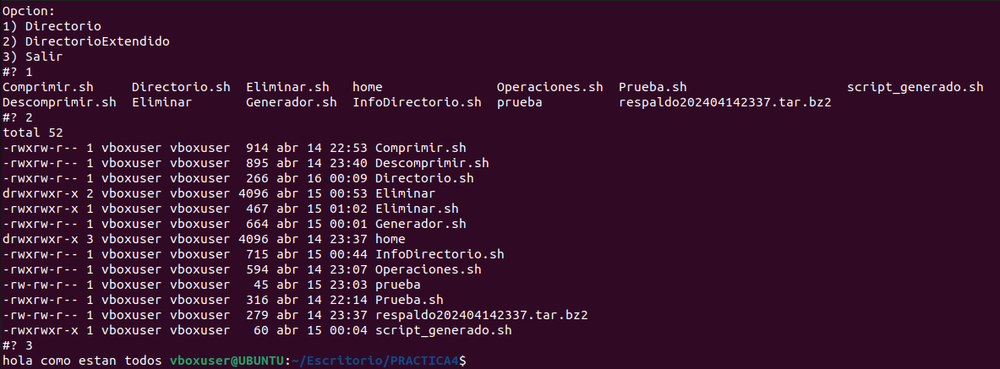 Opcion:
1) Directorio
2) DirectorioExtendido
3) Salir
#? 1
Comprimir.sh     Directorio.sh  Eliminar.sh   home               Operaciones.sh  Prueba.sh                     script_generado.sh
Descomprimir.sh  Eliminar       Generador.sh  InfoDirectorio.sh  prueba          respaldo202404142337.tar.bz2
#? 2
total 52
-rwxrw-r-- 1 vboxuser vboxuser  914 abr 14 22:53 Comprimir.sh
-rwxrw-r-- 1 vboxuser vboxuser  895 abr 14 23:40 Descomprimir.sh
-rwxrw-r-- 1 vboxuser vboxuser  266 abr 16 00:09 Directorio.sh
drwxrwxr-x 2 vboxuser vboxuser 4096 abr 15 00:53 Eliminar
-rwxrwxr-x 1 vboxuser vboxuser  467 abr 15 01:02 Eliminar.sh
-rwxrw-r-- 1 vboxuser vboxuser  664 abr 15 00:01 Generador.sh
drwxrwxr-x 3 vboxuser vboxuser 4096 abr 14 23:37 home
-rwxrw-r-- 1 vboxuser vboxuser  715 abr 15 00:44 InfoDirectorio.sh
-rwxrw-r-- 1 vboxuser vboxuser  594 abr 14 23:07 Operaciones.sh
-rw-rw-r-- 1 vboxuser vboxuser   45 abr 15 23:03 prueba
-rwxrw-r-- 1 vboxuser vboxuser  316 abr 14 22:14 Prueba.sh
-rw-rw-r-- 1 vboxuser vboxuser  279 abr 14 23:37 respaldo202404142337.tar.bz2
-rwxrwxr-x 1 vboxuser vboxuser   60 abr 15 00:04 script_generado.sh
#? 3
hola como estan todos vboxuser@UBUNTU:~/Escritorio/PRACTICA4$